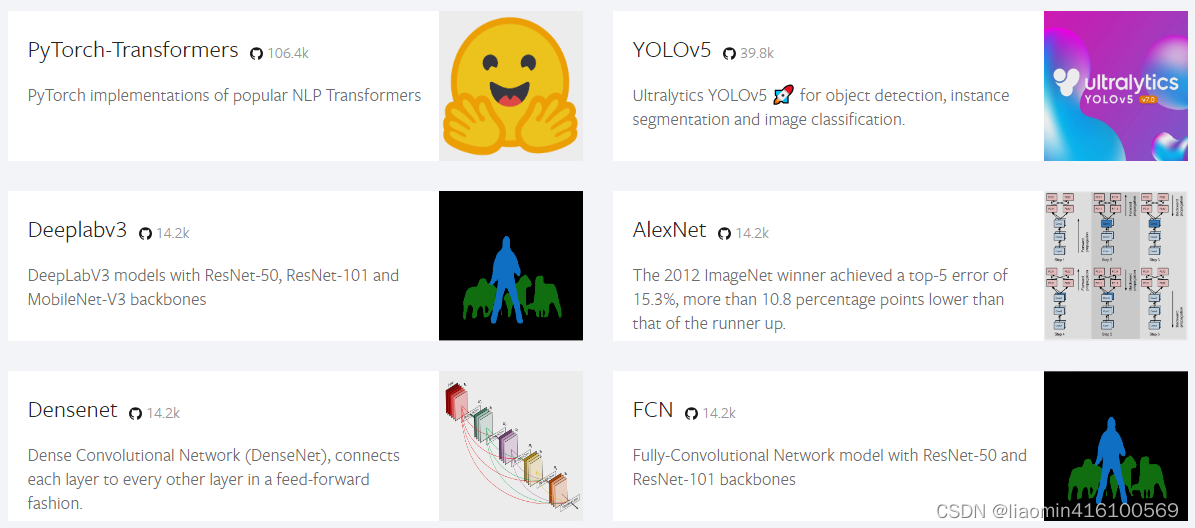 PyTorch-Transformers 106.4k
PyTorch implementations of popular NLP Transformers
YOLOv5 39.8k
Ultralytics YOLOv5 🚀 for object detection, instance
segmentation and image classification.
ultralytics
YOLOv5 v7.0
Deeplabv3 14.2k
DeepLabV3 models with ResNet-50, ResNet-101 and
MobileNet-V3 backbones
AlexNet 14.2k
The 2012 ImageNet winner achieved a top-5 error of
15.3%, more than 10.8 percentage points lower than
that of the runner up.
Densenet 14.2k
Dense Convolutional Network (DenseNet), connects
each layer to every other layer in a feed-forward
fashion.
FCN 14.2k
Fully-Convolutional Network model with ResNet-50 and
ResNet-101 backbones
CSDN @liaomin416100569